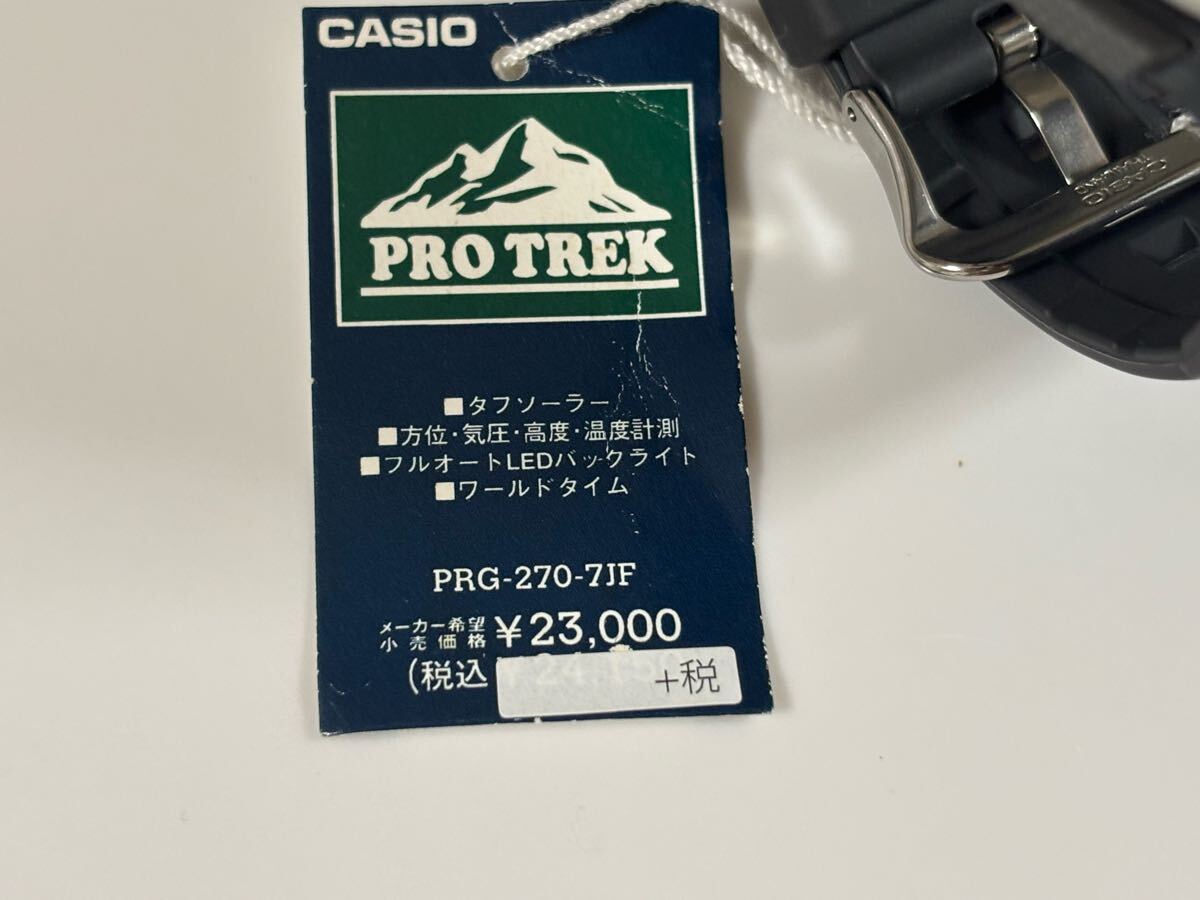 CASIO
PRO TREK
■タフソーラー
■方位・気圧・高度・温度計測
■フルオートLEDバックライト
■ワールドタイム
PRG-270-7JF
メーカー希望
小売価格 ¥23,000
(税込 ¥24,150
+税
CASIO